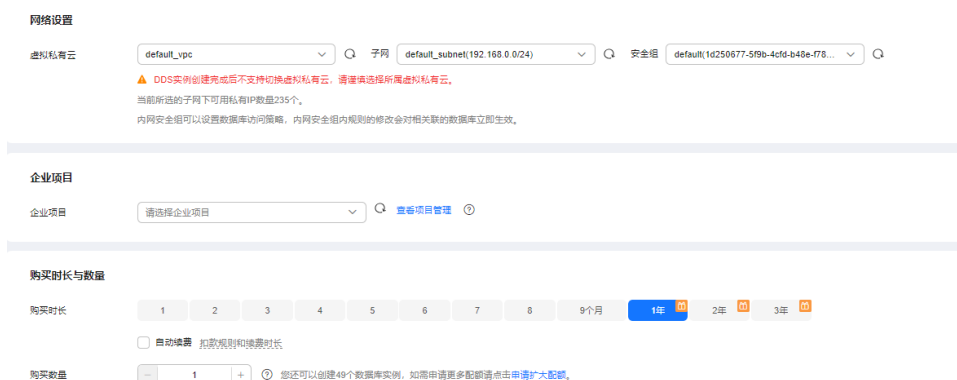 网络设置
虚拟私有云 default_vpc 子网 default_subnet(192.168.0.0/24) 安全组 default(1d250677-5f9b-4cfd-b48e-f78...
DDS实例创建完成后不支持切换虚拟私有云，请谨慎选择所属虚拟私有云。
当前所选的子网下可用私有IP数量235个。
内网安全组可以设置数据库访问策略，内网安全组内规则的修改会对相关联的数据库立即生效。
企业项目
企业项目 请选择企业项目 查看项目管理
购买时长与数量
购买时长 1 2 3 4 5 6 7 8 9个月 1年 2年 3年
自动续费 扣款规则和续费时长
购买数量 − 1 + 您还可以创建49个数据库实例，如需申请更多配额请点击申请扩大配额。